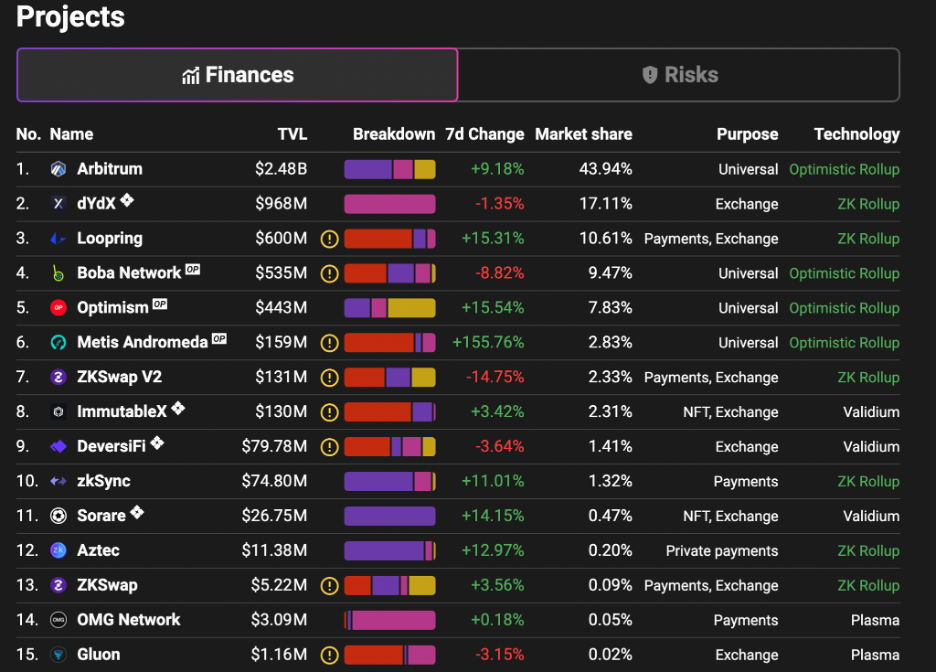 Projects
Finances Risks
No. Name TVL Breakdown 7d Change Market share Purpose Technology
1. Arbitrum $2.48B +9.18% 43.94% Universal Optimistic Rollup
2. dYdX $968M -1.35% 17.11% Exchange ZK Rollup
3. Loopring $600M +15.31% 10.61% Payments, Exchange ZK Rollup
4. Boba Network OP $535M -8.82% 9.47% Universal Optimistic Rollup
5. OP Optimism OP $443M +15.54% 7.83% Universal Optimistic Rollup
6. Metis Andromeda OP $159M +155.76% 2.83% Universal Optimistic Rollup
7. ZKSwap V2 $131M -14.75% 2.33% Payments, Exchange ZK Rollup
8. ImmutableX $130M +3.42% 2.31% NFT, Exchange Validium
9. DeversiFi $79.78M -3.64% 1.41% Exchange Validium
10. zkSync $74.80M +11.01% 1.32% Payments ZK Rollup
11. Sorare $26.75M +14.15% 0.47% NFT, Exchange Validium
12. zk Aztec $11.38M +12.97% 0.20% Private payments ZK Rollup
13. ZKSwap $5.22M +3.56% 0.09% Payments, Exchange ZK Rollup
14. OMG OMG Network $3.09M +0.18% 0.05% Payments Plasma
15. Gluon $1.16M -3.15% 0.02% Exchange Plasma